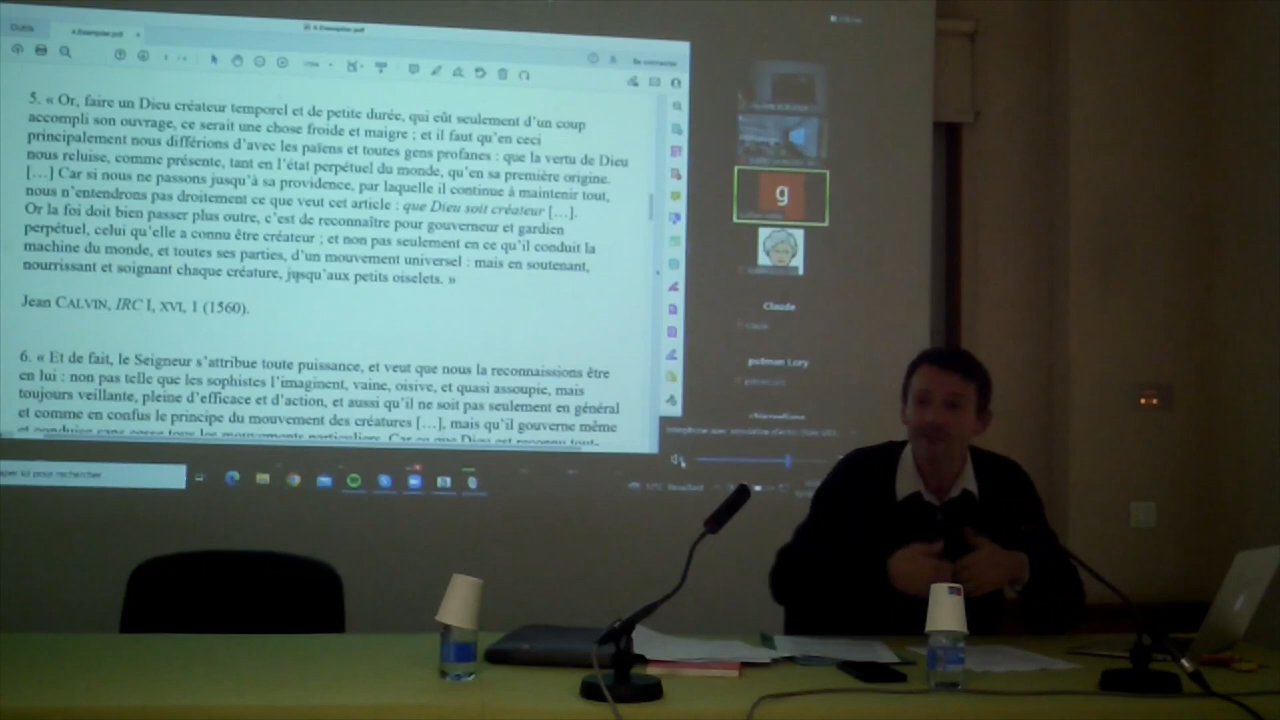 Outils
5. « Or, faire un Dieu créateur temporel et de petite durée, qui eût seulement d'un coup
accompli son ouvrage, ce serait une chose froide et maigre ; et il faut qu'en ceci
principalement nous différions d'avec les païens et toutes gens profanes : que la vertu de Dieu
nous reluise, comme présente, tant en l'état perpétuel du monde, qu'en sa première origine.
[…] Car si nous ne passons jusqu'à sa providence, par laquelle il continue à maintenir tout,
nous n'entendrons pas droitement ce que veut cet article : que Dieu soit créateur […].
Or la foi doit bien passer plus outre, c'est de reconnaître pour gouverneur et gardien
perpétuel, celui qu'elle a connu être créateur ; et non pas seulement en ce qu'il conduit la
machine du monde, et toutes ses parties, d'un mouvement universel : mais en soutenant,
nourrissant et soignant chaque créature, jusqu'aux petits oiselets. »
Jean CALVIN, IRC I, XVI, 1 (1560).
6. « Et de fait, le Seigneur s'attribue toute puissance, et veut que nous la reconnaissions être
en lui : non pas telle que les sophistes l'imaginent, vaine, oisive, et quasi assoupie, mais
toujours veillante, pleine d'efficace et d'action, et aussi qu'il ne soit pas seulement en général
et comme en confus le principe du mouvement des créatures […], mais qu'il gouverne même
g
Claude
putman Lory
pour rechercher